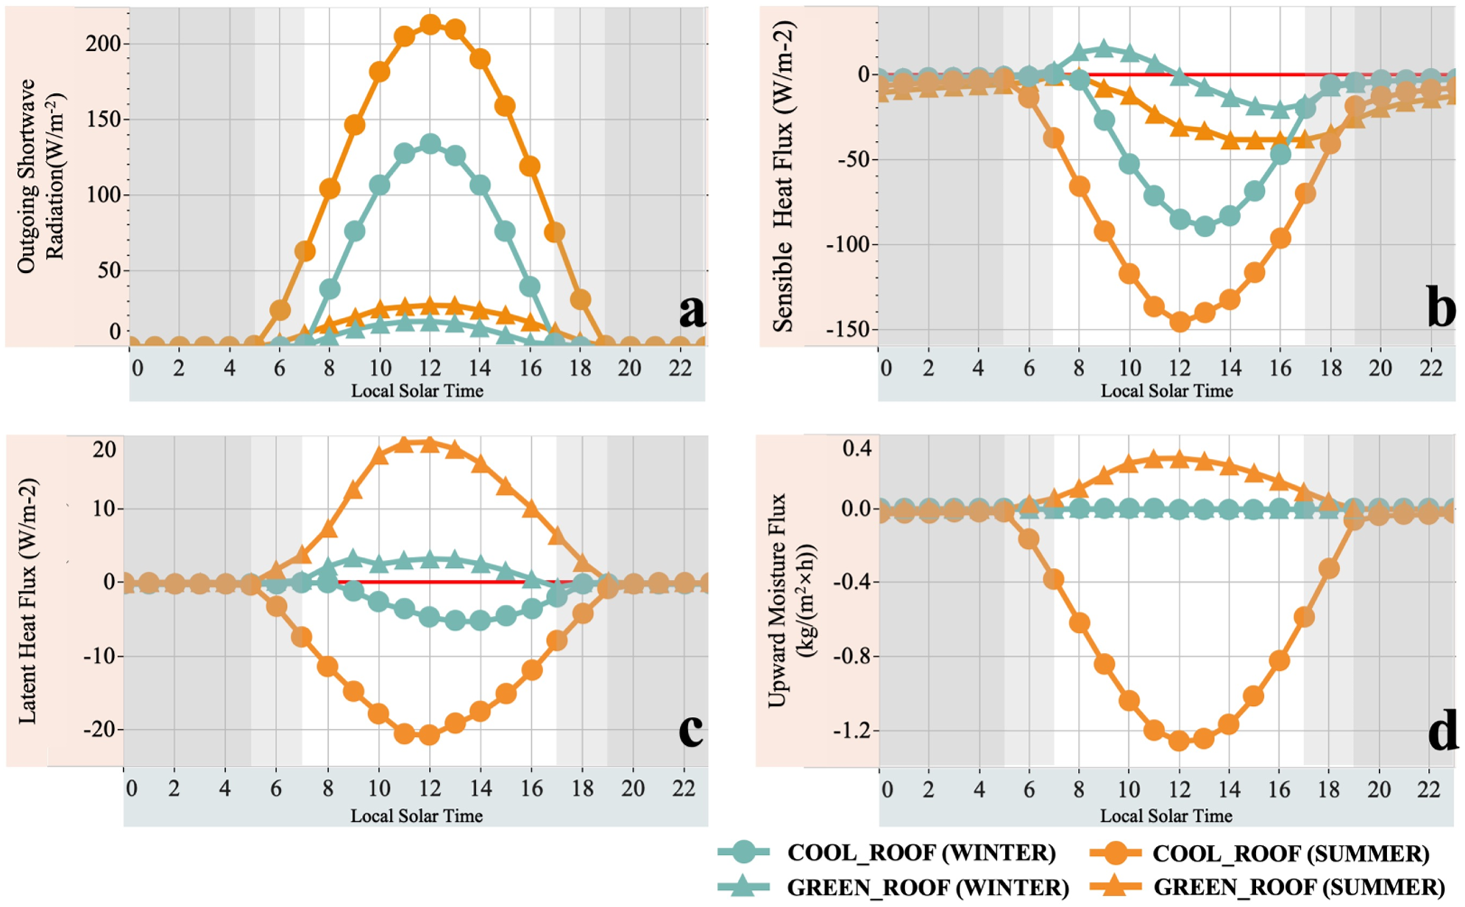 Outgoing Shortwave
Radiation(W/m-2)
200
150
100
50
0
a
0 2 4 6 8 10 12 14 16 18 20 22
Local Solar Time
Sensible Heat Flux (W/m-2)
0
-50
-100
-150
b
0 2 4 6 8 10 12 14 16 18 20 22
Local Solar Time
Latent Heat Flux (W/m-2)
20
10
0
-10
-20
c
0 2 4 6 8 10 12 14 16 18 20 22
Local Solar Time
Upward Moisture Flux
(kg/(m²×h))
0.4
0.0
-0.4
-0.8
-1.2
d
0 2 4 6 8 10 12 14 16 18 20 22
Local Solar Time
COOL_ROOF (WINTER) COOL_ROOF (SUMMER)
GREEN_ROOF (WINTER) GREEN_ROOF (SUMMER)